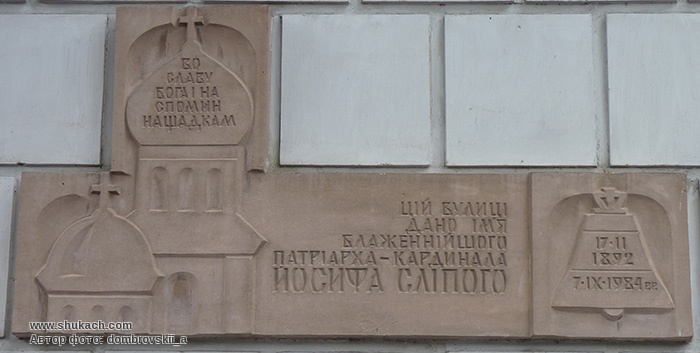 ВО
СЛАВУ
БОГА І НА
СПОМИН
НАЩАДКАМ
ЦІЙ ВУЛИЦІ
ДАНО ІМ'Я
БЛАЖЕННІЙШОГО
ПАТРІАРХА-КАРДИНАЛА
ЙОСИФА СЛІПОГО
17·II
1892
7·IX·1984 РР.
www.shukach.com
Автор фото: dombrovskii_a